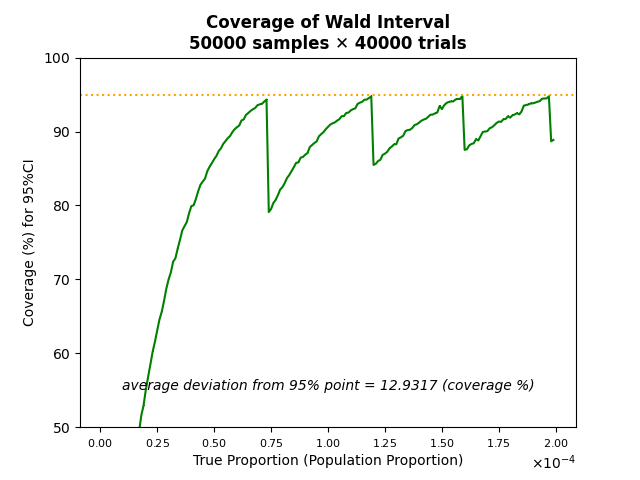 Coverage of Wald Interval
50000 samples × 40000 trials
Coverage (%) for 95%CI
100
90
80
70
60
50
average deviation from 95% point = 12.9317 (coverage %)
0.00 0.25 0.50 0.75 1.00 1.25 1.50 1.75 2.00
True Proportion (Population Proportion)
×10⁻⁴